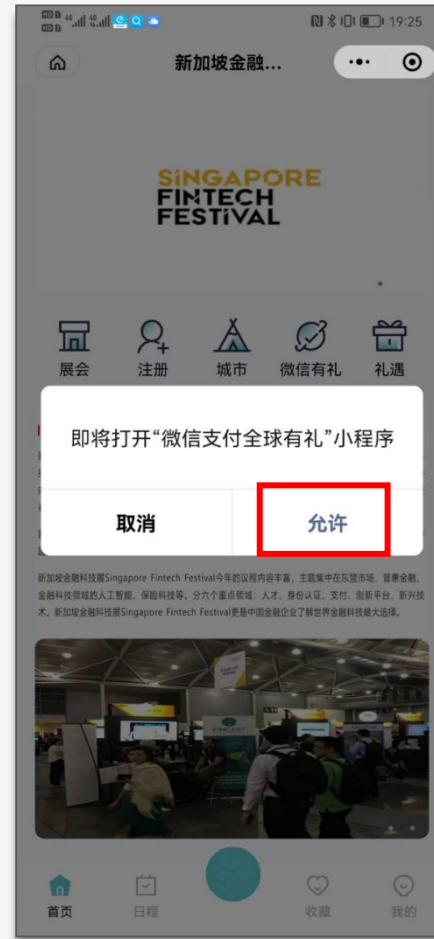 19:25
新加坡金融...
SINGAPORE
FINTECH
FESTIVAL
展会
注册
城市
微信有礼
礼遇
即将打开“微信支付全球有礼”小程序
取消
允许
新加坡金融科技展Singapore Fintech Festival今年的议程内容丰富，主题集中在东盟市场、普惠金融、
金融科技领域的人工智能、保险科技等。分六个重点领域：人才、身份认证、支付、创新平台、新兴技
术。新加坡金融科技展Singapore Fintech Festival更是中国金融企业了解世界金融科技最大选择。
首页
日程
收藏
我的